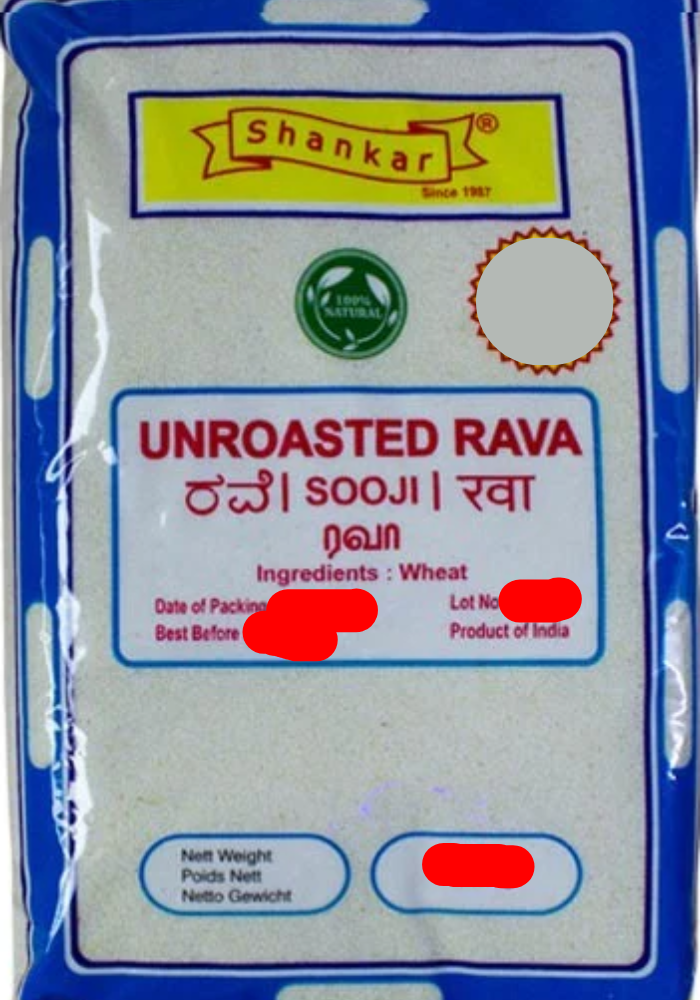 Shankar®
Since 1987
100%
NATURAL
UNROASTED RAVA
ರವೆ| SOOJI | रवा
ரவா
Ingredients : Wheat
Date of Packing
Lot No
Best Before
Product of India
Nett Weight
Poids Nett
Netto Gewicht